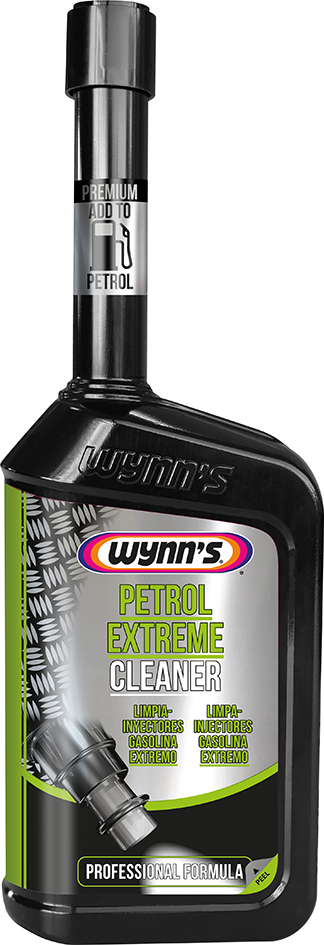 PREMIUM
ADD TO
PETROL
WYNN'S
WYNN'S
PETROL
EXTREME
CLEANER
LIMPIA-
INYECTORES
GASOLINA
EXTREMO
LIMPA-
INJECTORES
GASOLINA
EXTREMO
PROFESSIONAL FORMULA
PEEL